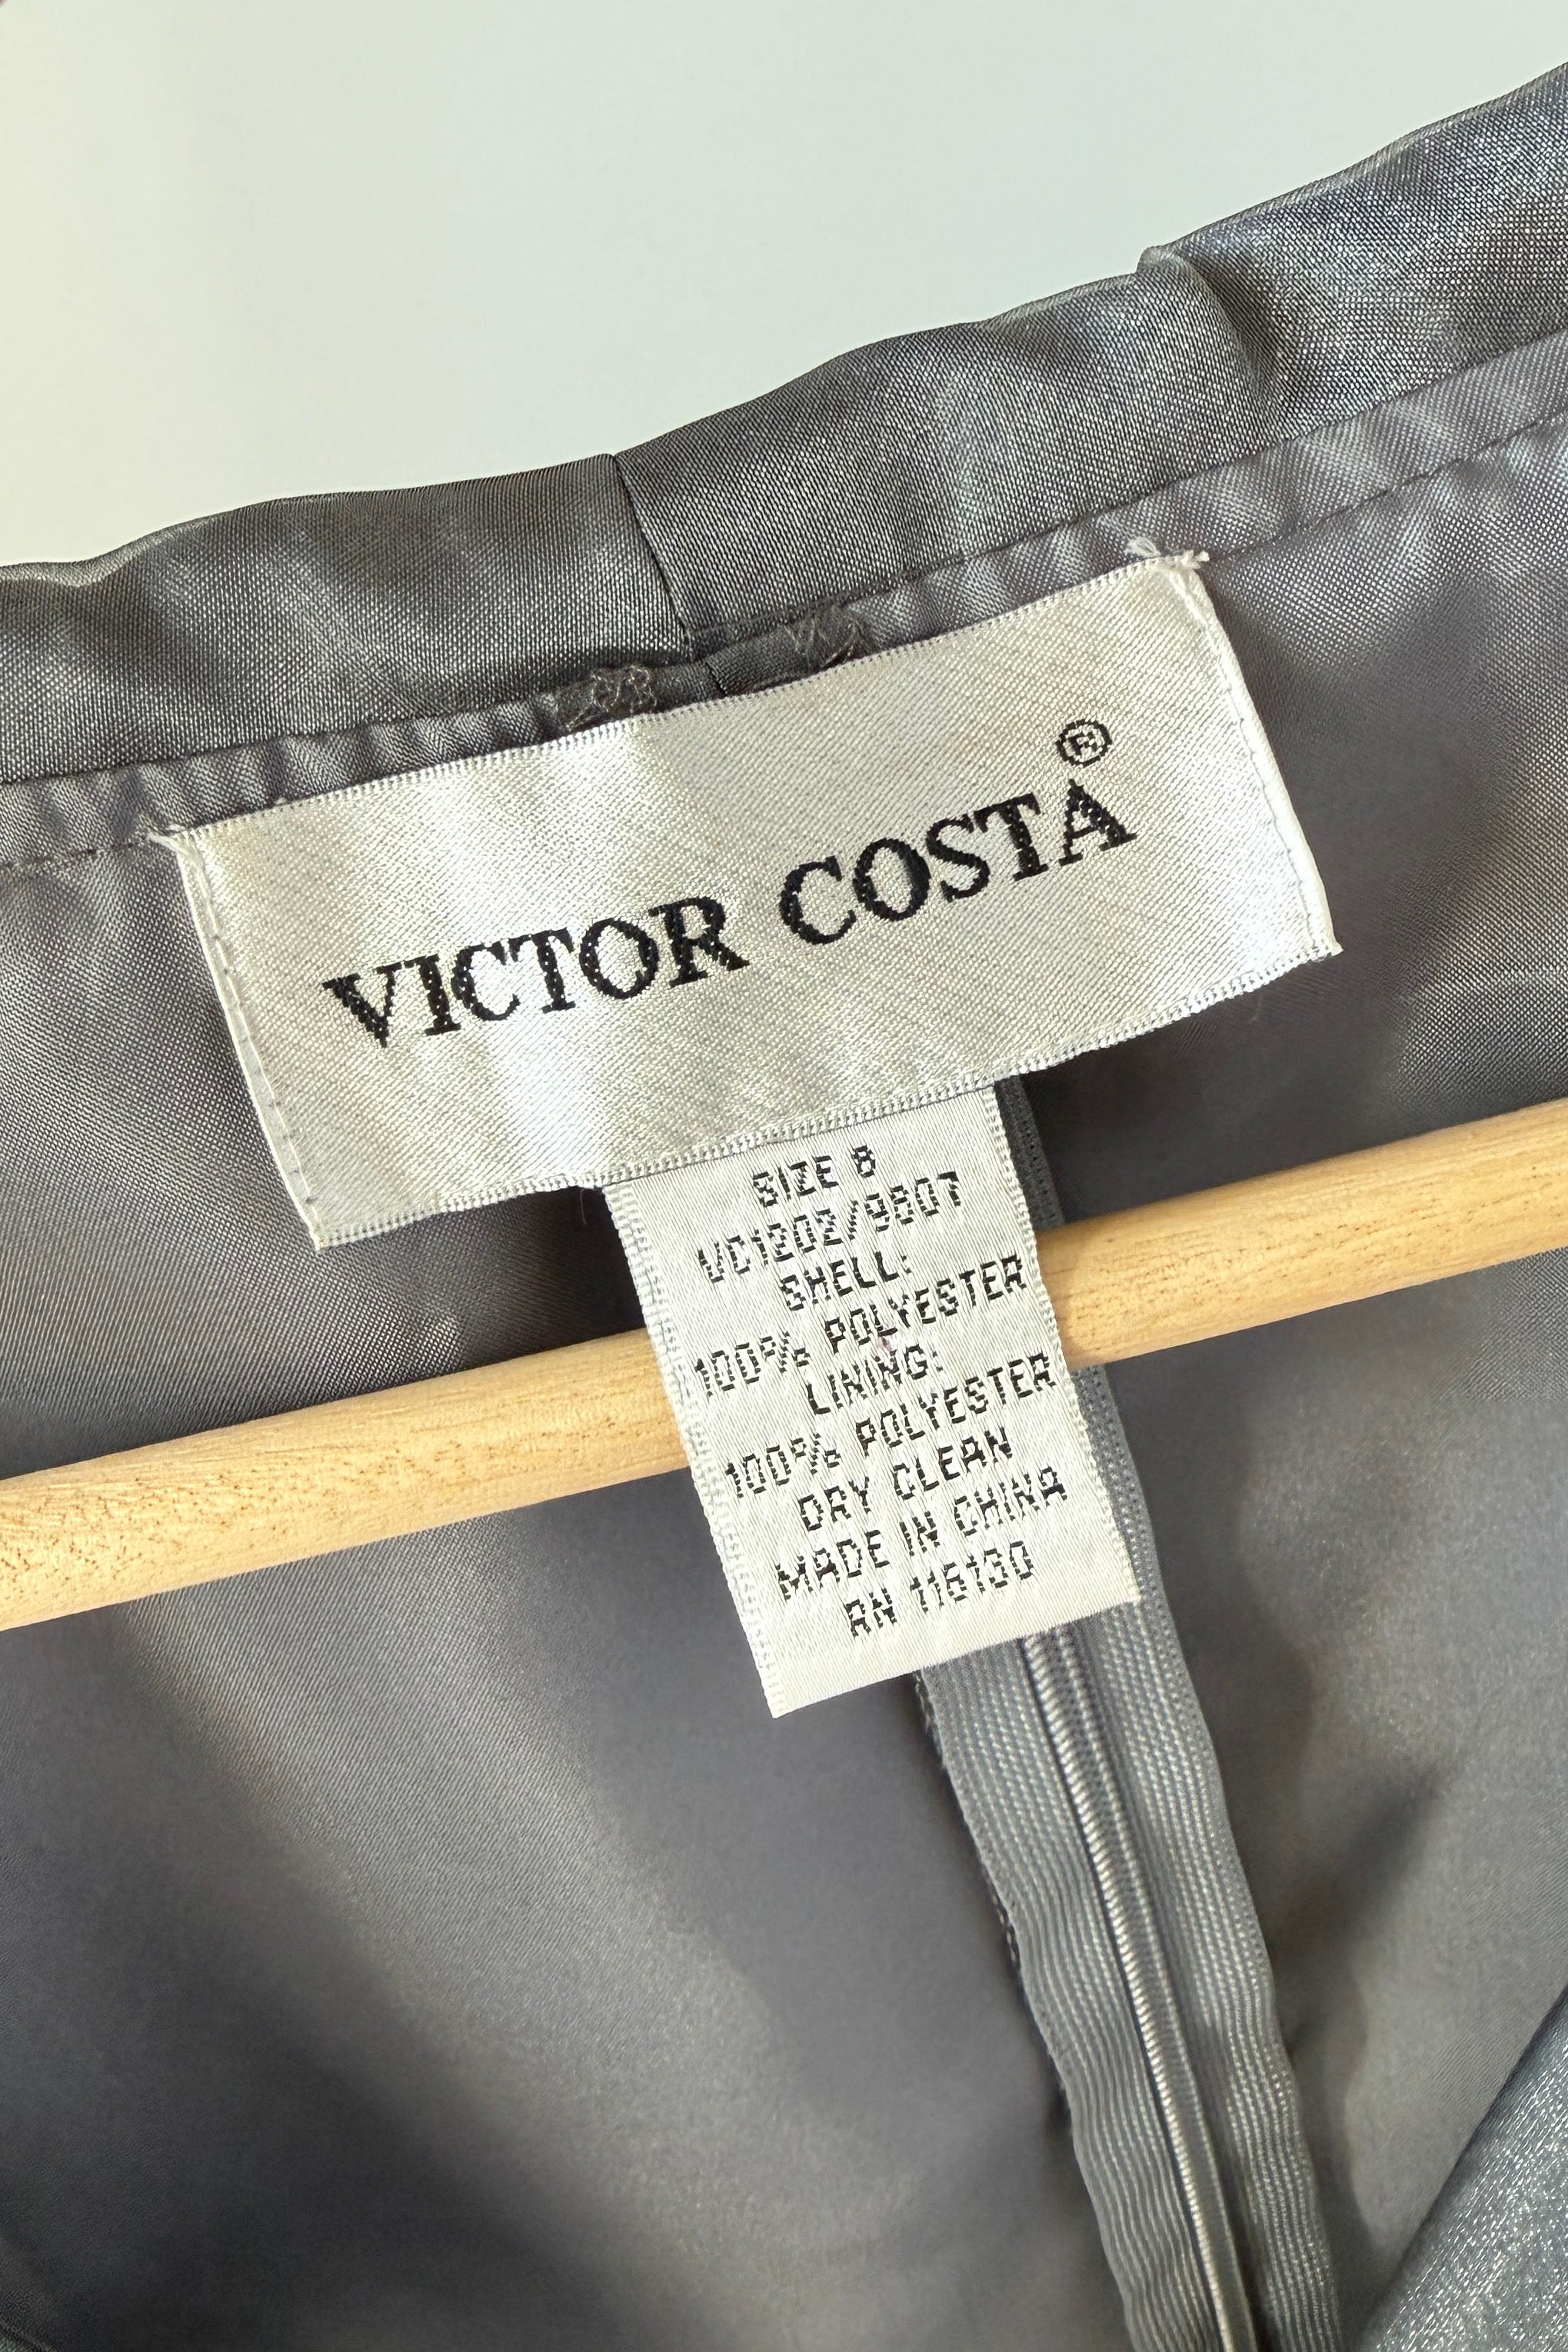 VICTOR COSTA®
SIZE 8
VC1202/9807
SHELL:
100% POLYESTER
LINING:
100% POLYESTER
DRY CLEAN
MADE IN CHINA
RN 116130